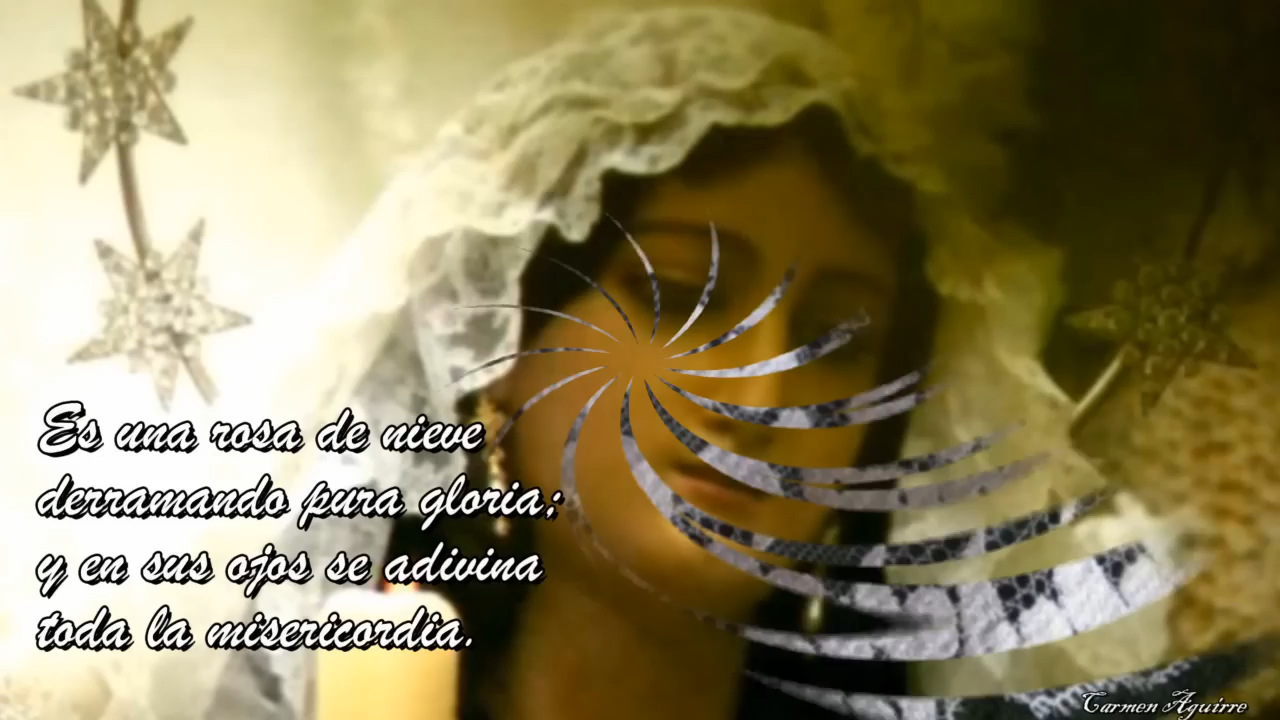 Es una rosa de nieve
derramando pura gloria;
y en sus ojos se adivina
toda la misericordia.
Carmen Aguirre